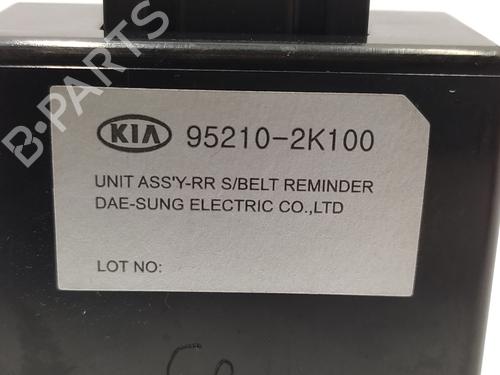 KIA 95210-2K100
UNIT ASS'Y-RR S/BELT REMINDER
DAE-SUNG ELECTRIC CO.,LTD
LOT NO:
B-PARTS